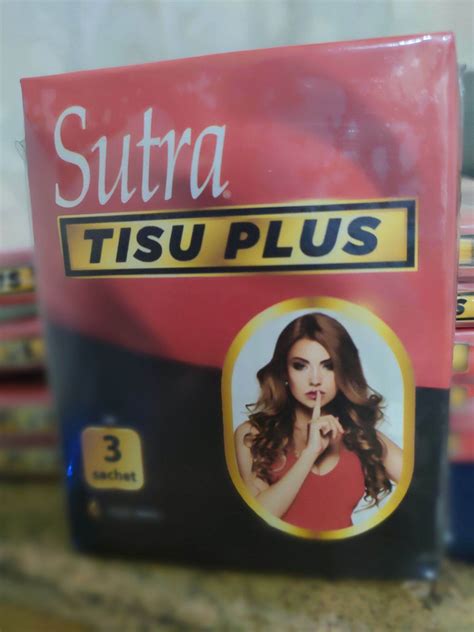 Sutra
TISU PLUS
3
sachet